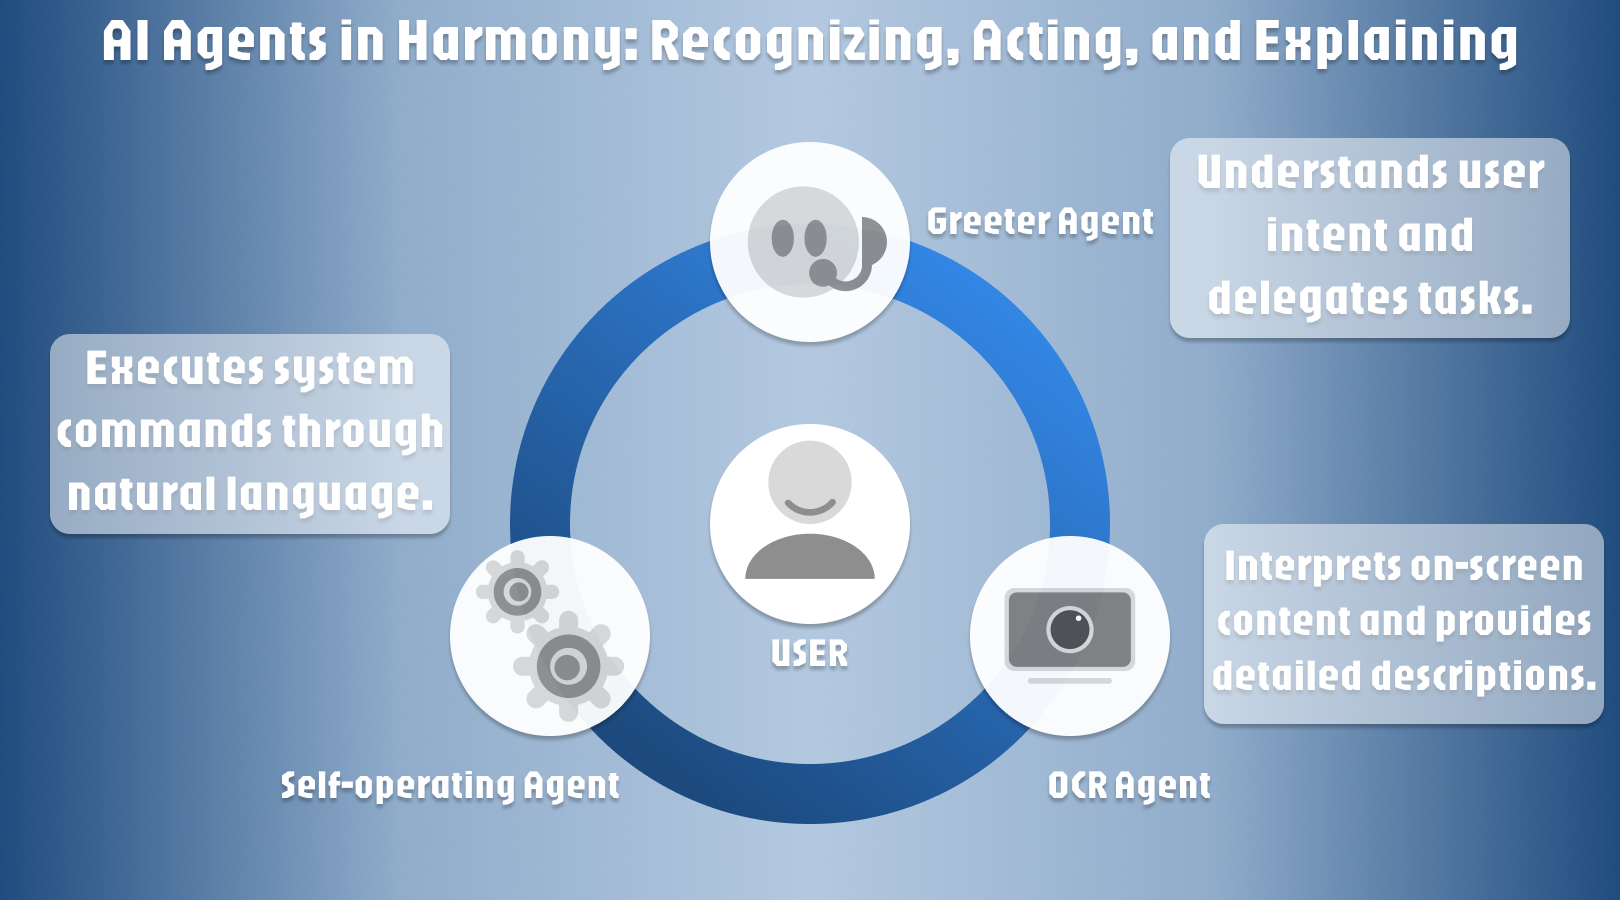 AI Agents in Harmony: Recognizing, Acting, and Explaining
Greeter Agent
Understands user
intent and
delegates tasks.
Executes system
commands through
natural language.
USER
Interprets on-screen
content and provides
detailed descriptions.
Self-operating Agent
OCR Agent